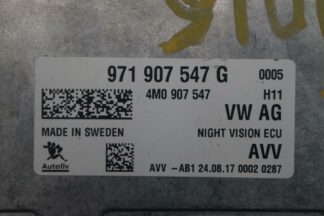 971 907 547 G 0005
4M0 907 547 H11
VW AG
MADE IN SWEDEN NIGHT VISION ECU
AVV
Autoliv AVV -AB1 24.08.17 0002 0287